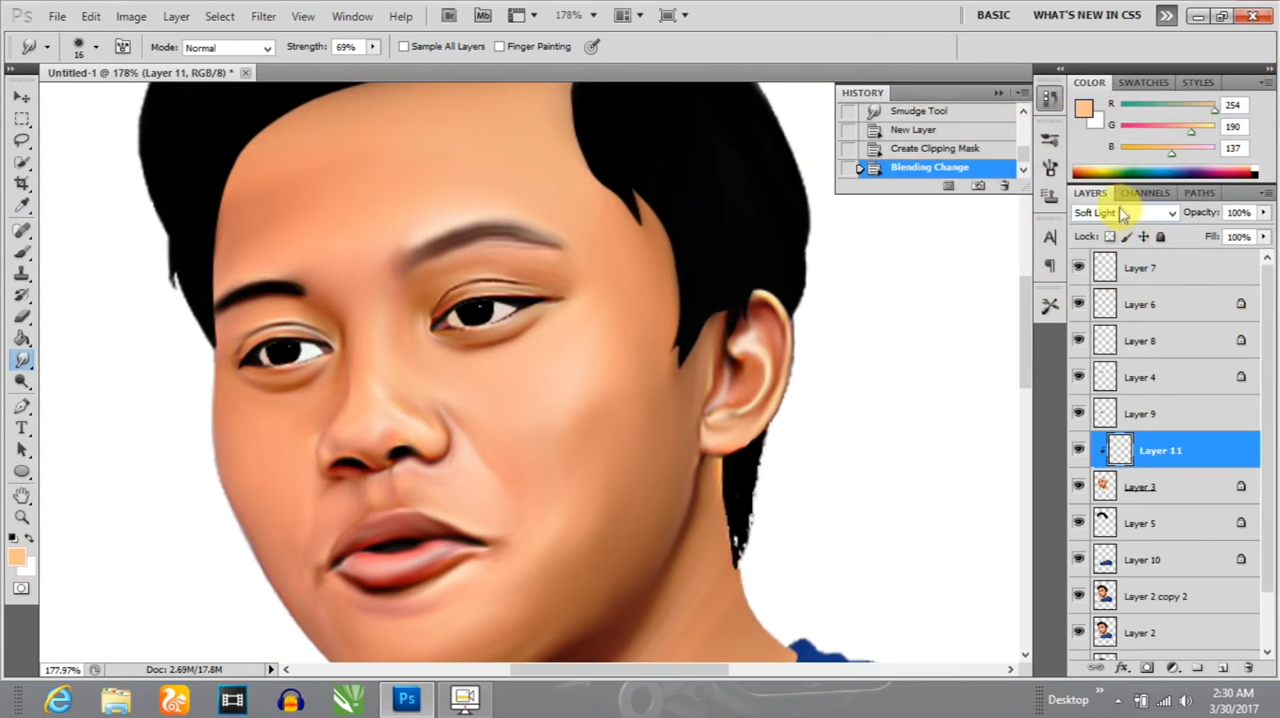 Ps File Edit Image Layer Select Filter View Window Help Br Mb 178% BASIC WHAT'S NEW IN CS5
16 Mode: Normal Strength: 69% Sample All Layers Finger Painting
Untitled-1 @ 178% (Layer 11, RGB/8) *
HISTORY
Smudge Tool
New Layer
Create Clipping Mask
Blending Change
COLOR SWATCHES STYLES
R 254
G 190
B 137
LAYERS CHANNELS PATHS
Soft Light Opacity: 100%
Lock: Fill: 100%
Layer 7
Layer 6
Layer 8
Layer 4
Layer 9
Layer 11
Layer 3
Layer 5
Layer 10
Layer 2 copy 2
Layer 2
177.97% Doc: 2.69M/17.8M
Desktop
2:30 AM
3/30/2017